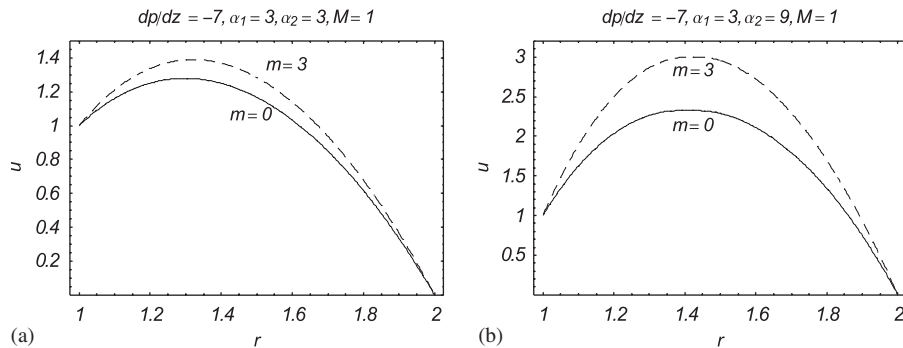 dp/dz = −7, α₁ = 3, α₂ = 3, M = 1
1.4
1.2
1
0.8
0.6
0.4
0.2
u
m = 3
m = 0
1 1.2 1.4 1.6 1.8 2
r
(a)
dp/dz = −7, α₁ = 3, α₂ = 9, M = 1
3
2.5
2
1.5
1
0.5
u
m = 3
m = 0
1 1.2 1.4 1.6 1.8 2
r
(b)